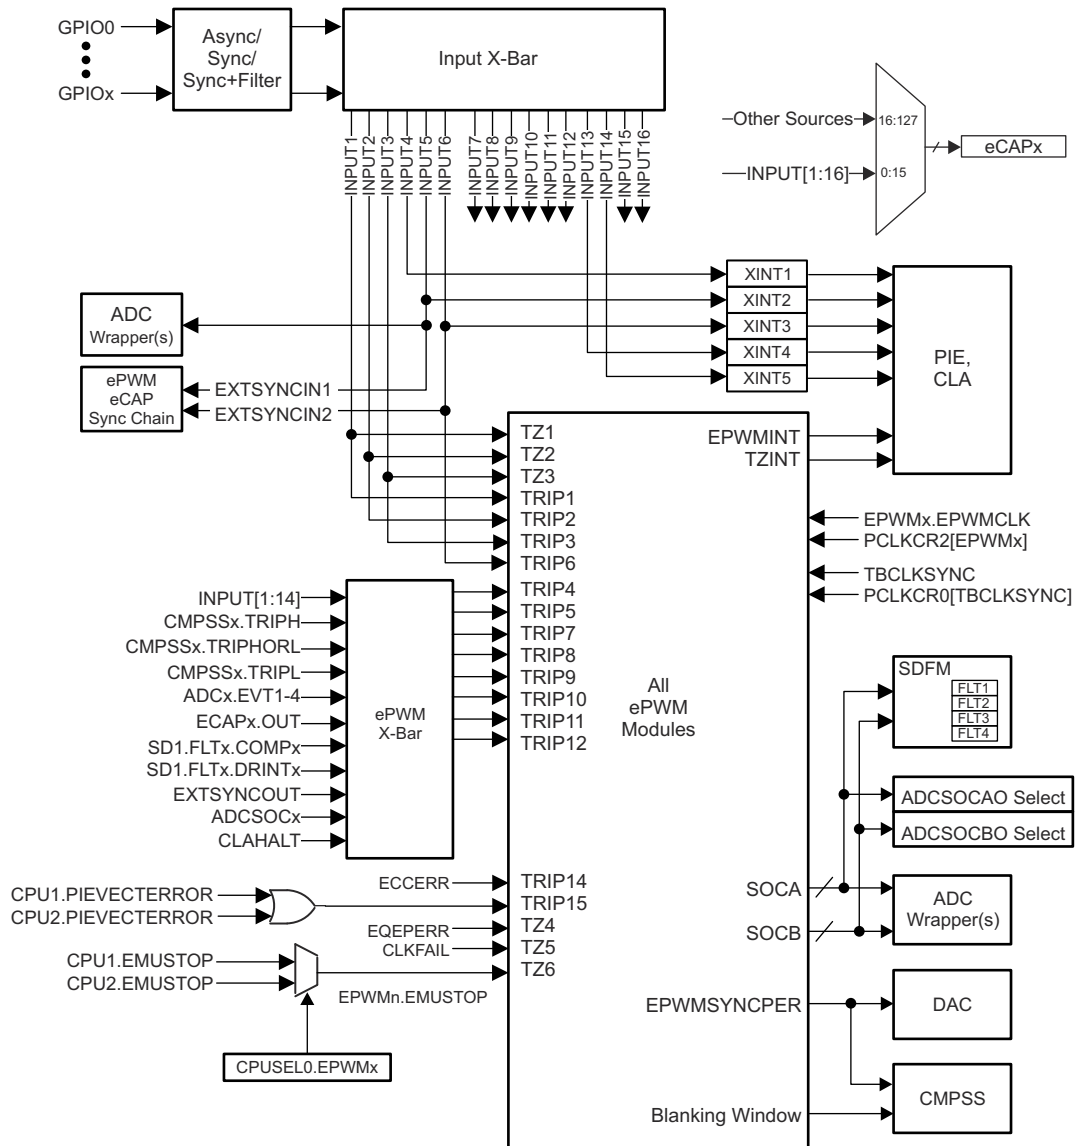 GPIO0
GPIOx
Async/
Sync/
Sync+Filter
Input X-Bar
INPUT1
INPUT2
INPUT3
INPUT4
INPUT5
INPUT6
INPUT7
INPUT8
INPUT9
INPUT10
INPUT11
INPUT12
INPUT13
INPUT14
INPUT15
INPUT16
Other Sources
16:127
INPUT[1:16]
0:15
eCAPx
XINT1
XINT2
XINT3
XINT4
XINT5
PIE,
CLA
ADC
Wrapper(s)
ePWM
eCAP
Sync Chain
EXTSYNCIN1
EXTSYNCIN2
TZ1
TZ2
TZ3
TRIP1
TRIP2
TRIP3
TRIP6
TRIP4
TRIP5
TRIP7
TRIP8
TRIP9
TRIP10
TRIP11
TRIP12
EPWMINT
TZINT
EPWMx.EPWMCLK
PCLKCR2[EPWMx]
TBCLKSYNC
PCLKCR0[TBCLKSYNC]
INPUT[1:14]
CMPSSx.TRIPH
CMPSSx.TRIPHORL
CMPSSx.TRIPL
ADCx.EVT1-4
ECAPx.OUT
SD1.FLTx.COMPx
SD1.FLTx.DRINTx
EXTSYNCOUT
ADCSOCx
CLAHALT
ePWM
X-Bar
All
ePWM
Modules
SDFM
FLT1
FLT2
FLT3
FLT4
ADCSOCAO Select
ADCSOCBO Select
CPU1.PIEVECTERROR
CPU2.PIEVECTERROR
ECCERR
TRIP14
TRIP15
EQEPERR
TZ4
CLKFAIL
TZ5
TZ6
CPU1.EMUSTOP
CPU2.EMUSTOP
EPWMn.EMUSTOP
CPUSEL0.EPWMx
SOCA
SOCB
ADC
Wrapper(s)
EPWMSYNCPER
DAC
CMPSS
Blanking Window